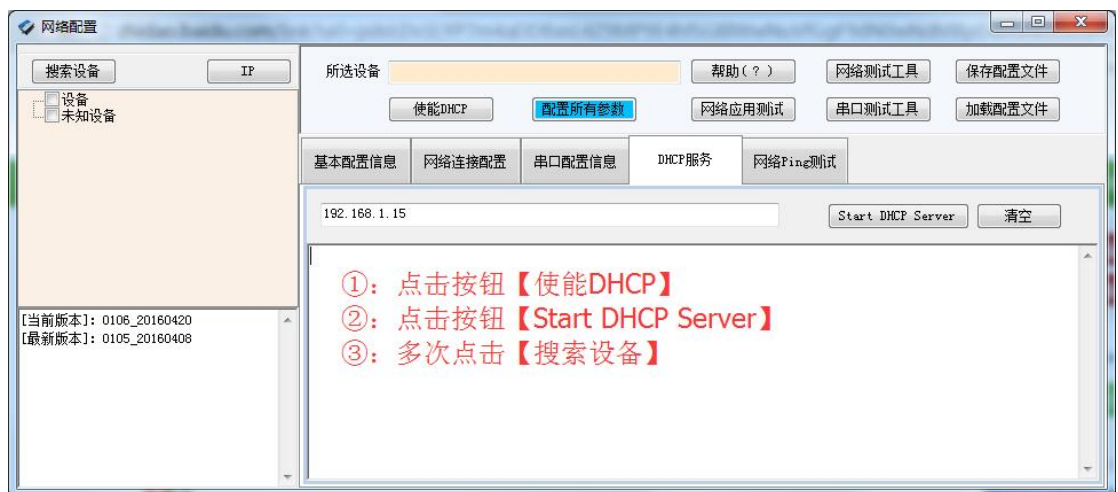 网络配置
搜索设备
IP
设备
未知设备
[当前版本]: 0106_20160420
[最新版本]: 0105_20160408
所选设备
帮助(?)
网络测试工具
保存配置文件
使能DHCP
配置所有参数
网络应用测试
串口测试工具
加载配置文件
基本配置信息
网络连接配置
串口配置信息
DHCP服务
网络Ping测试
192.168.1.15
Start DHCP Server
清空
①：点击按钮【使能DHCP】
②：点击按钮【Start DHCP Server】
③：多次点击【搜索设备】